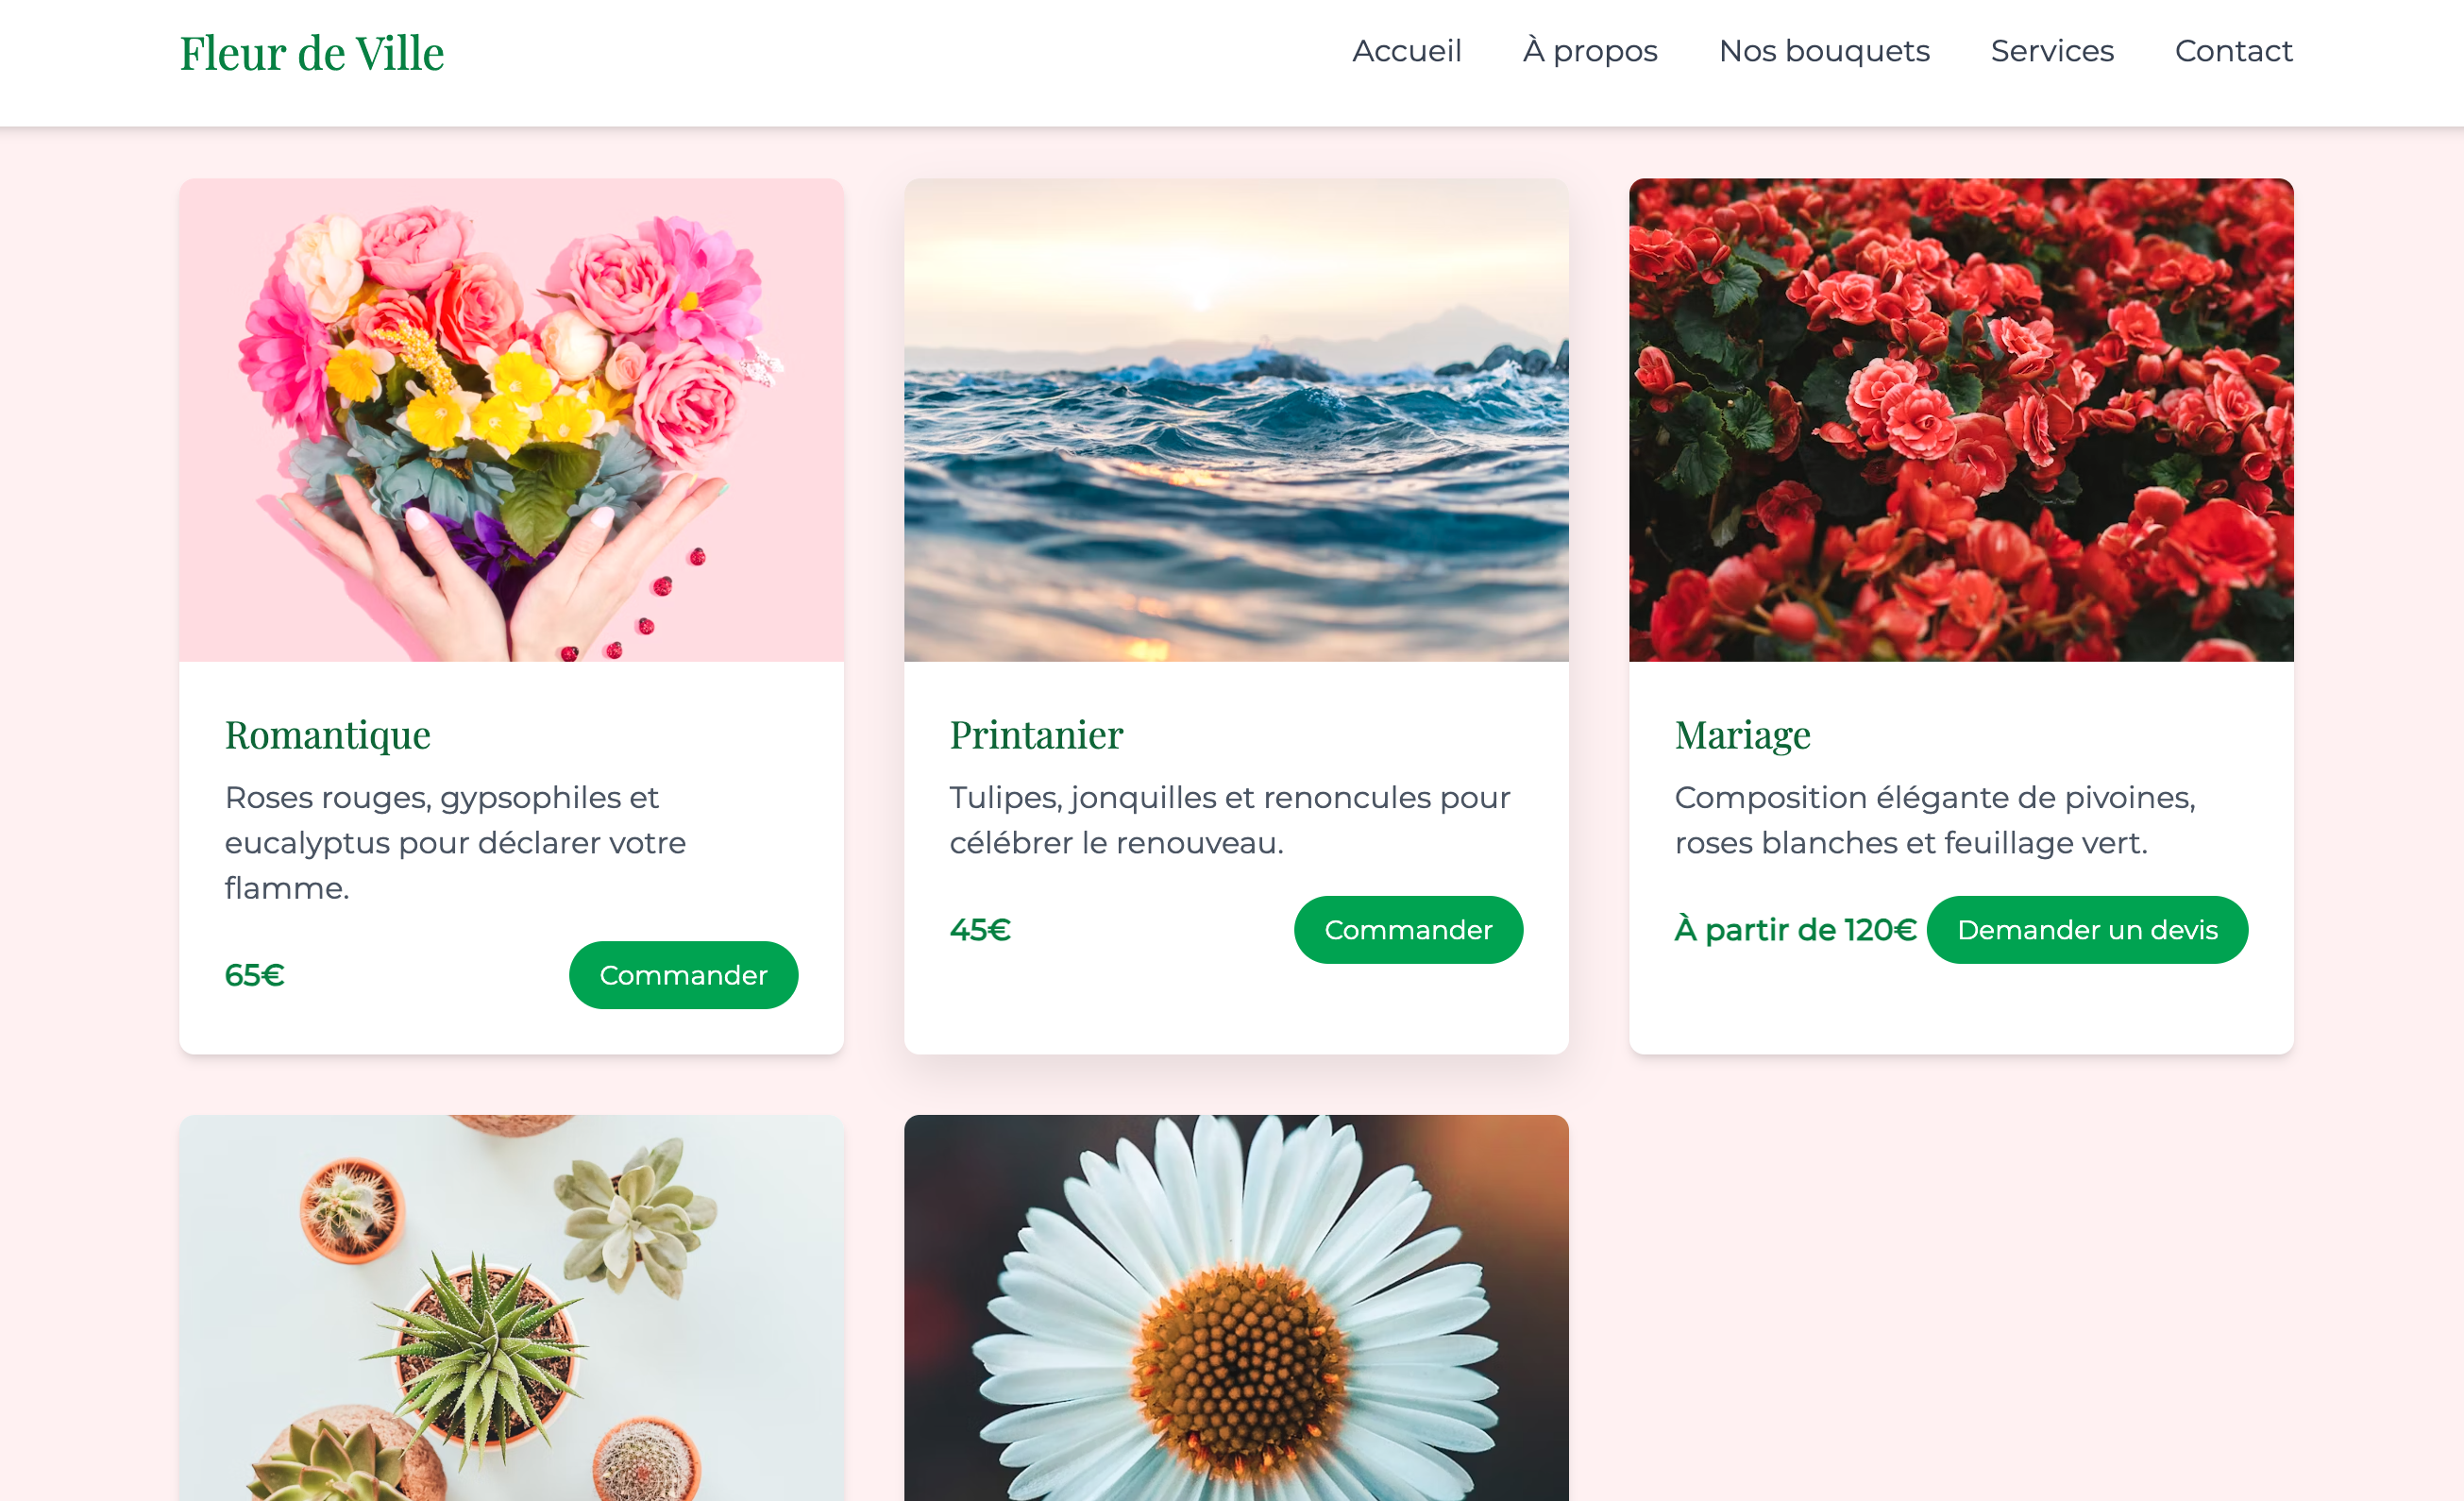 Fleur de Ville
Accueil
À propos
Nos bouquets
Services
Contact
Romantique
Roses rouges, gypsophiles et
eucalyptus pour déclarer votre
flamme.
65€
Commander
Printanier
Tulipes, jonquilles et renoncules pour
célébrer le renouveau.
45€
Commander
Mariage
Composition élégante de pivoines,
roses blanches et feuillage vert.
À partir de 120€
Demander un devis